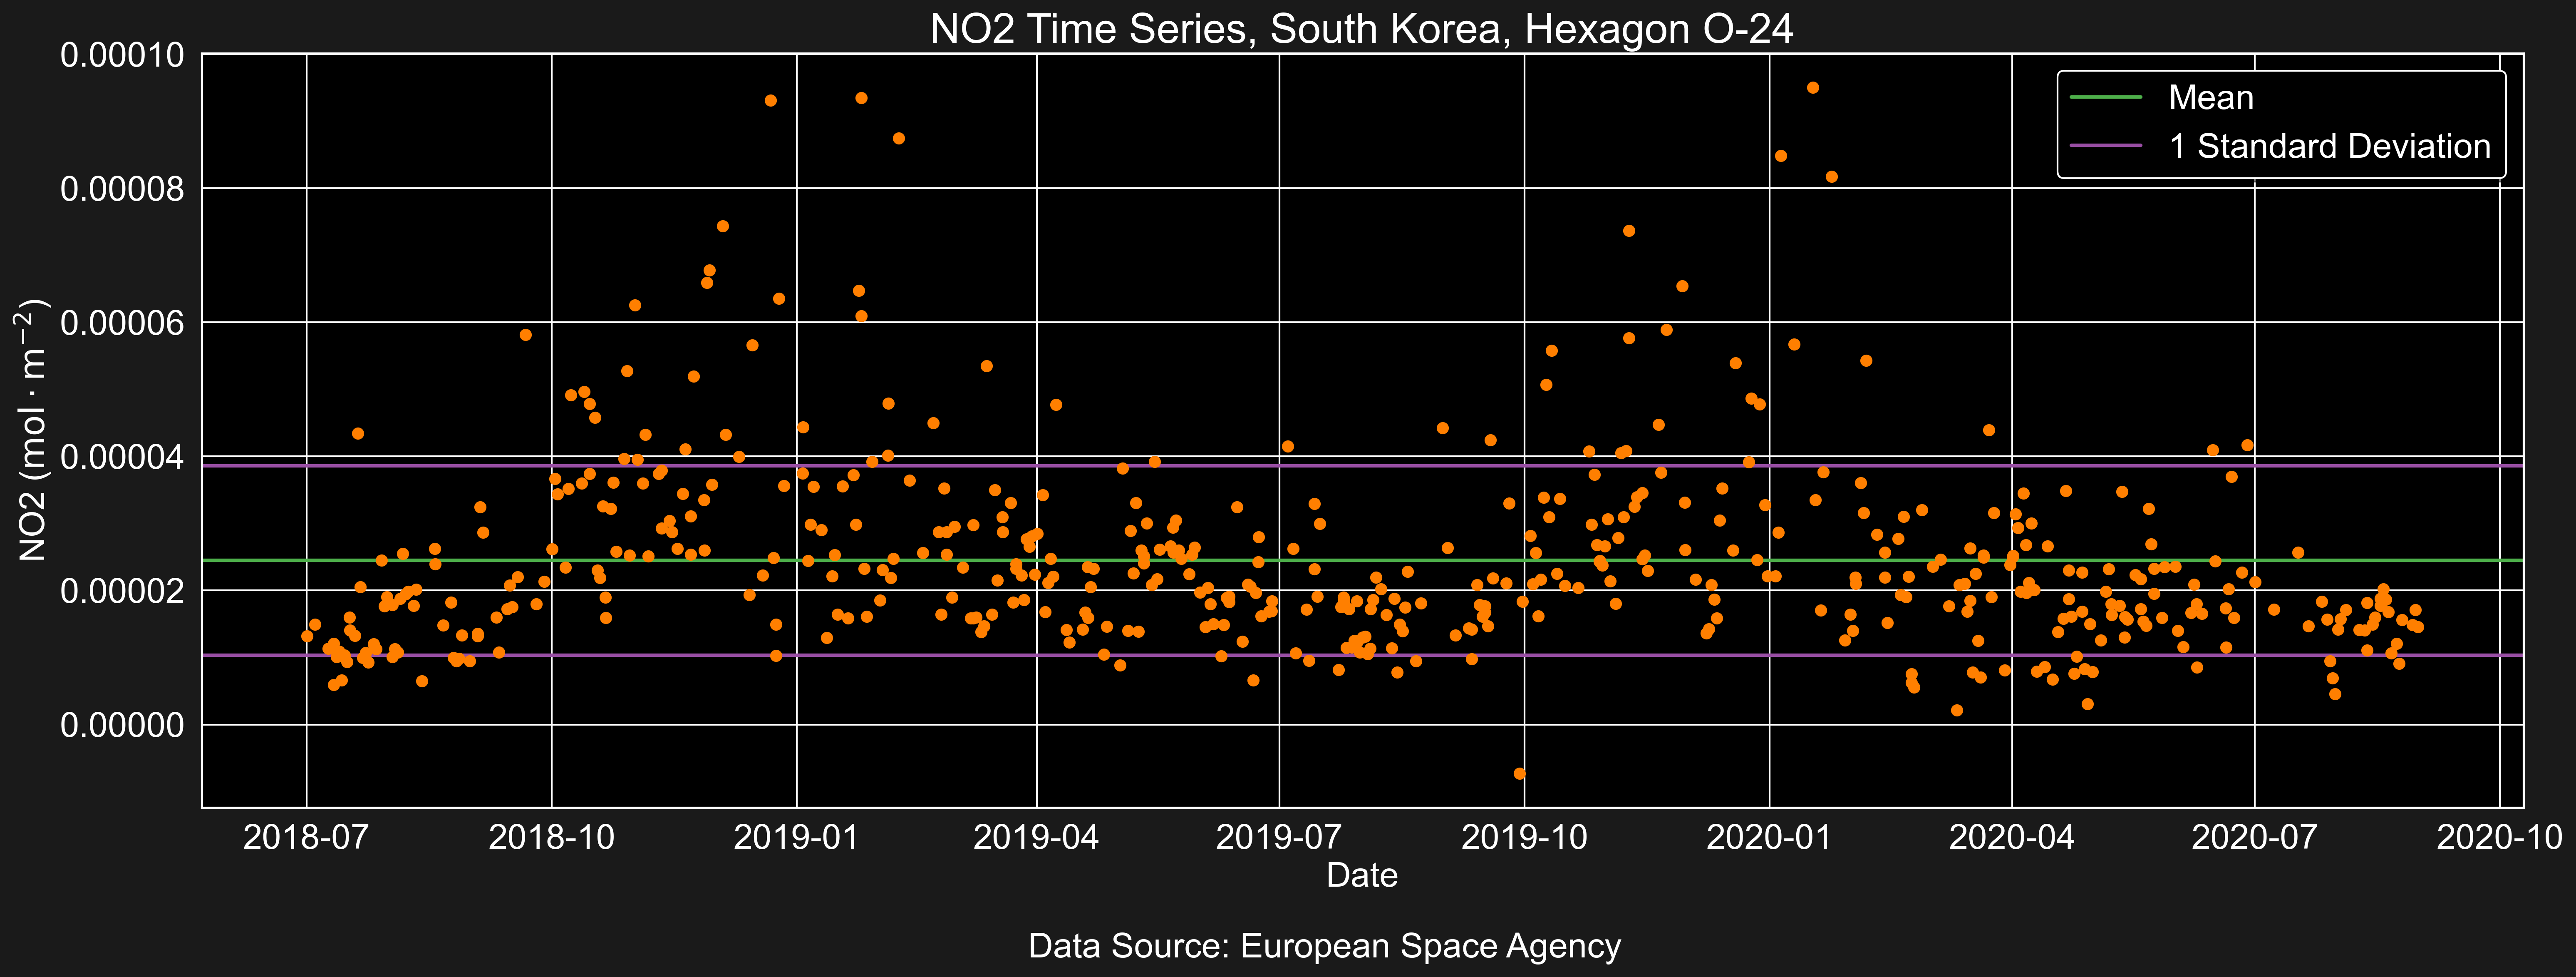 NO2 Time Series, South Korea, Hexagon O-24
0.00010
0.00008
0.00006
0.00004
0.00002
0.00000
NO2 (mol · m⁻²)
Mean
1 Standard Deviation
2018-07 2018-10 2019-01 2019-04 2019-07 2019-10 2020-01 2020-04 2020-07 2020-10
Date
Data Source: European Space Agency